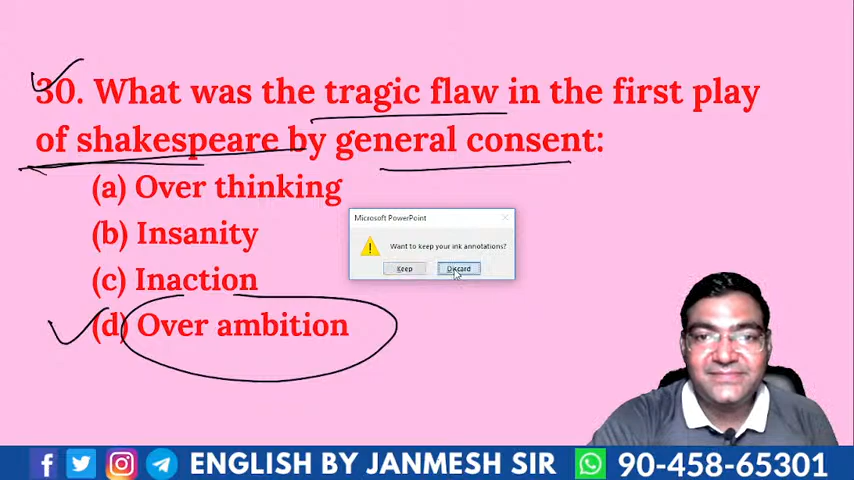 30. What was the tragic flaw in the first play
of shakespeare by general consent:
(a) Over thinking
(b) Insanity
(c) Inaction
(d) Over ambition
Microsoft PowerPoint
Want to keep your ink annotations?
Keep Discard
ENGLISH BY JANMESH SIR 90-458-65301